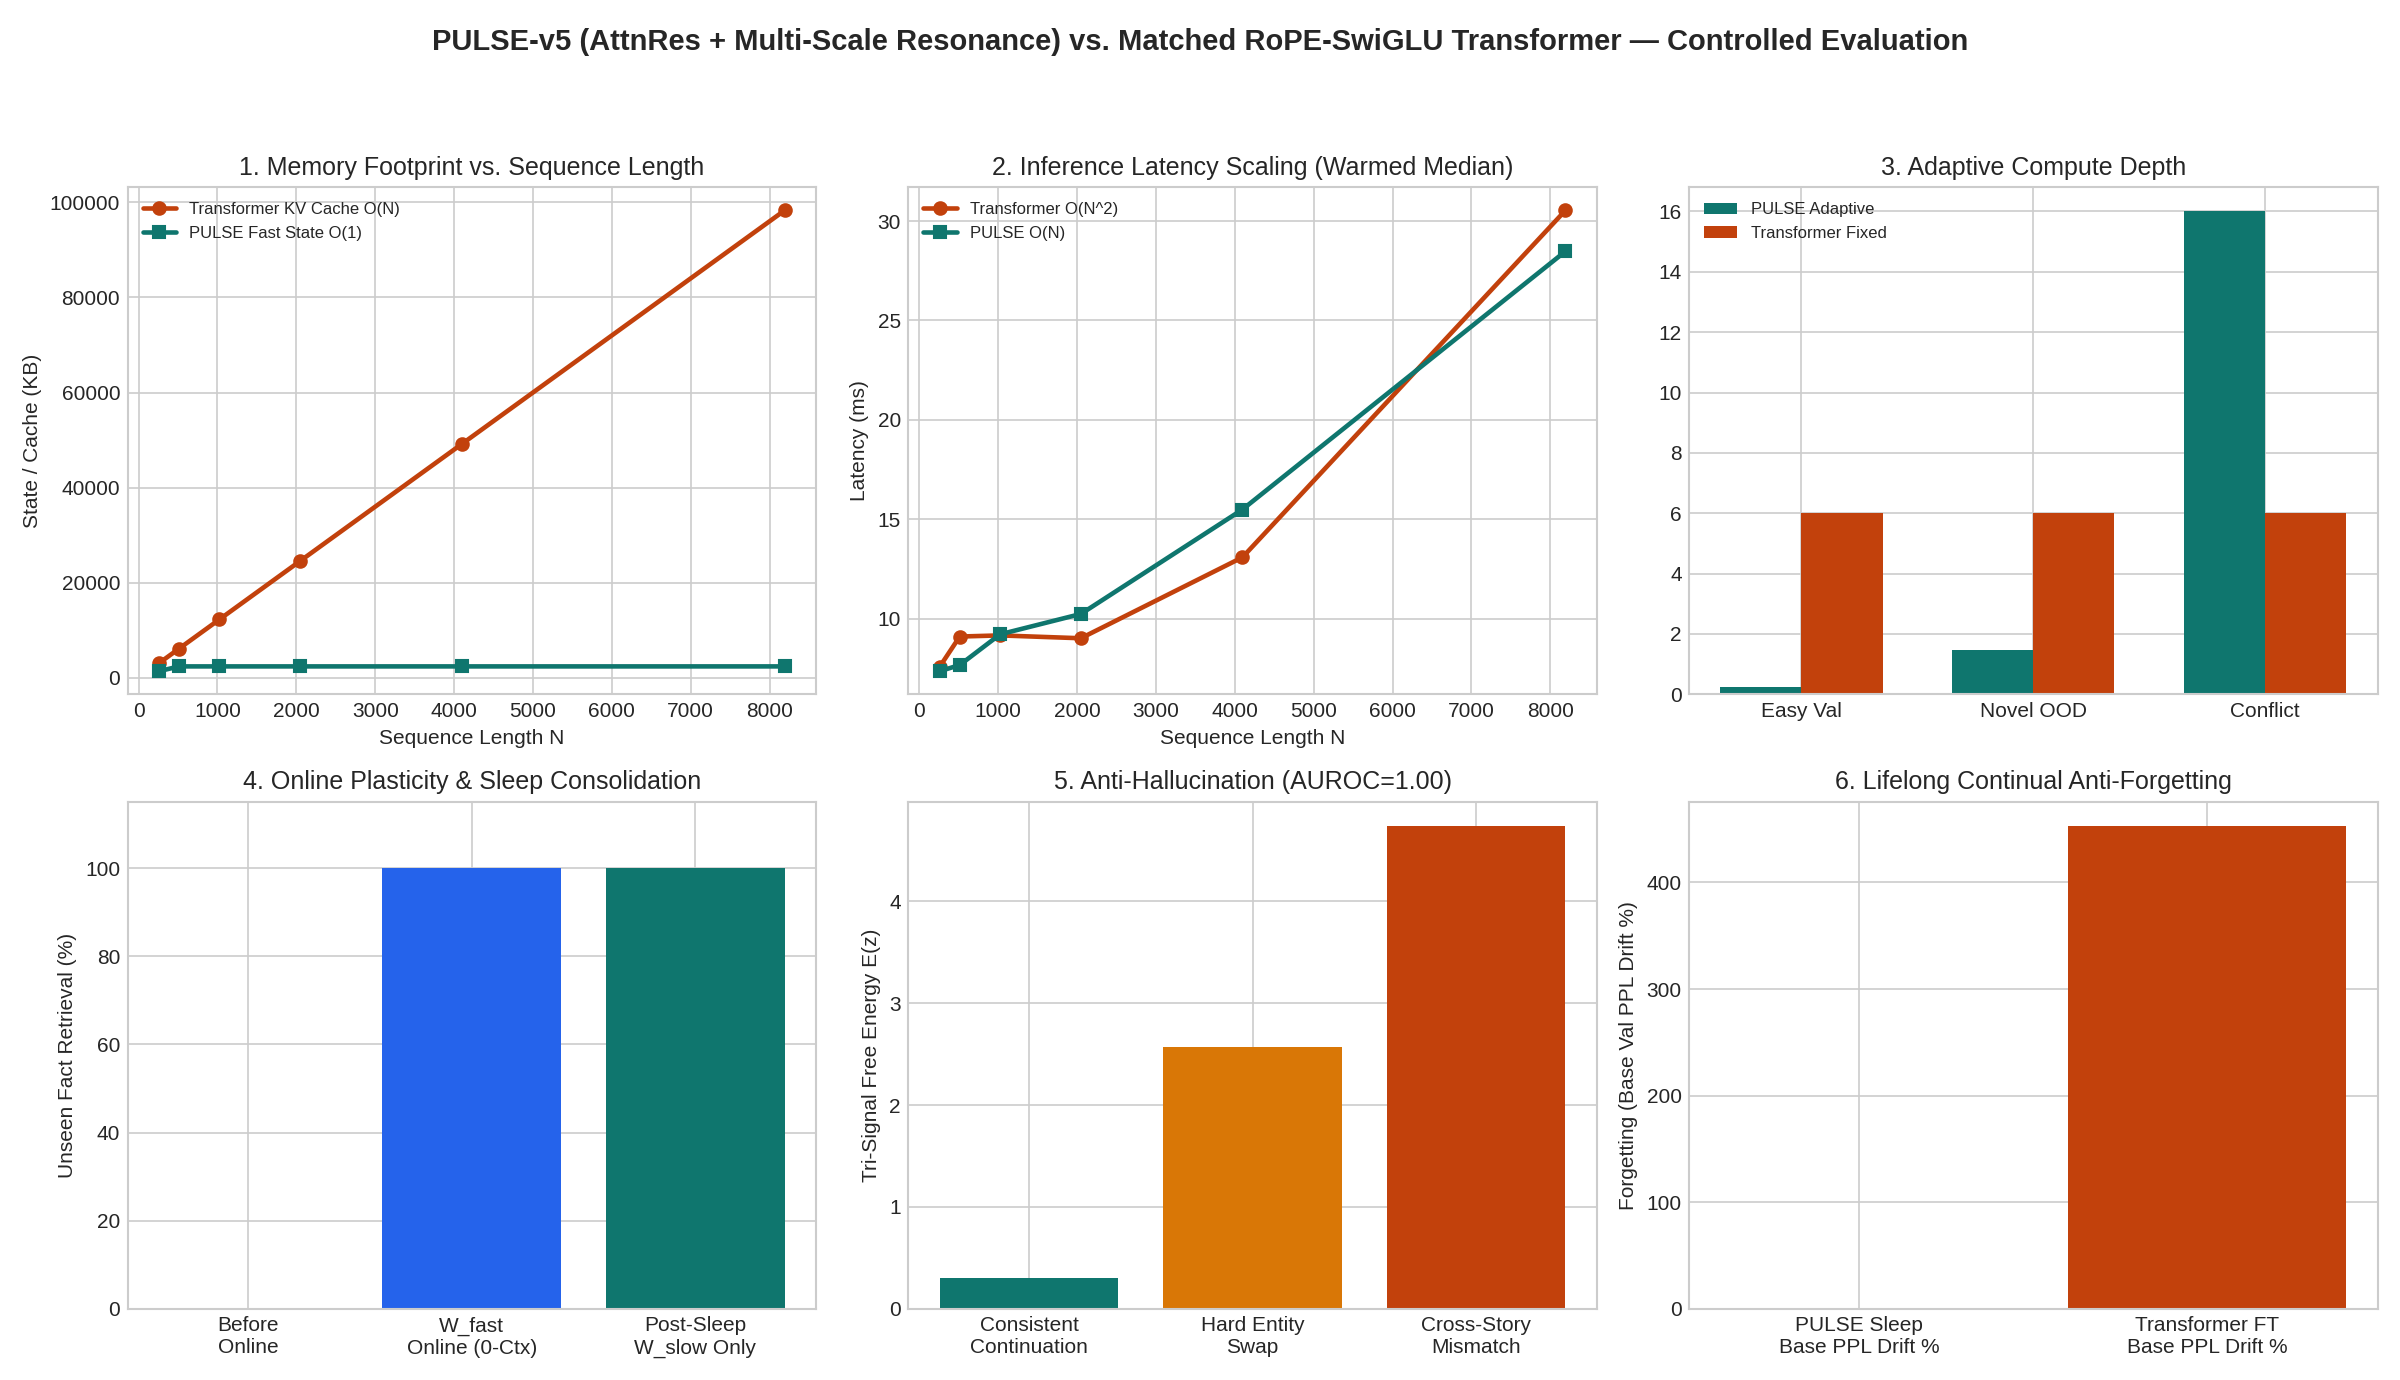 PULSE-v5 (AttnRes + Multi-Scale Resonance) vs. Matched RoPE-SwiGLU Transformer — Controlled Evaluation
1. Memory Footprint vs. Sequence Length
Transformer KV Cache O(N)
PULSE Fast State O(1)
State / Cache (KB)
100000
80000
60000
40000
20000
0
0 1000 2000 3000 4000 5000 6000 7000 8000
Sequence Length N
2. Inference Latency Scaling (Warmed Median)
Transformer O(N^2)
PULSE O(N)
Latency (ms)
30
25
20
15
10
0 1000 2000 3000 4000 5000 6000 7000 8000
Sequence Length N
3. Adaptive Compute Depth
PULSE Adaptive
Transformer Fixed
16
14
12
10
8
6
4
2
0
Easy Val Novel OOD Conflict
4. Online Plasticity & Sleep Consolidation
Unseen Fact Retrieval (%)
100
80
60
40
20
0
Before
Online
W_fast
Online (0-Ctx)
Post-Sleep
W_slow Only
5. Anti-Hallucination (AUROC=1.00)
Tri-Signal Free Energy E(z)
4
3
2
1
0
Consistent
Continuation
Hard Entity
Swap
Cross-Story
Mismatch
6. Lifelong Continual Anti-Forgetting
Forgetting (Base Val PPL Drift %)
400
300
200
100
0
PULSE Sleep
Base PPL Drift %
Transformer FT
Base PPL Drift %